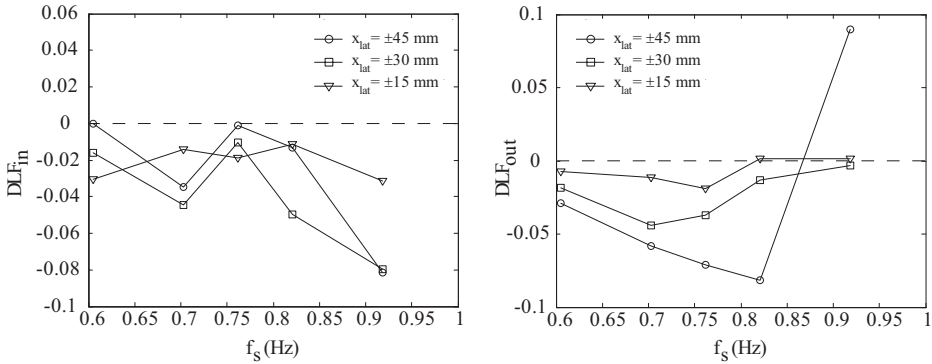 0.06
0.04
0.02
0
-0.02
-0.04
-0.06
-0.08
-0.1
DLF_in
x_lat = ±45 mm
x_lat = ±30 mm
x_lat = ±15 mm
0.6 0.65 0.7 0.75 0.8 0.85 0.9 0.95 1
f_s (Hz)
0.1
0.05
0
-0.05
-0.1
DLF_out
x_lat = ±45 mm
x_lat = ±30 mm
x_lat = ±15 mm
0.6 0.65 0.7 0.75 0.8 0.85 0.9 0.95 1
f_s (Hz)